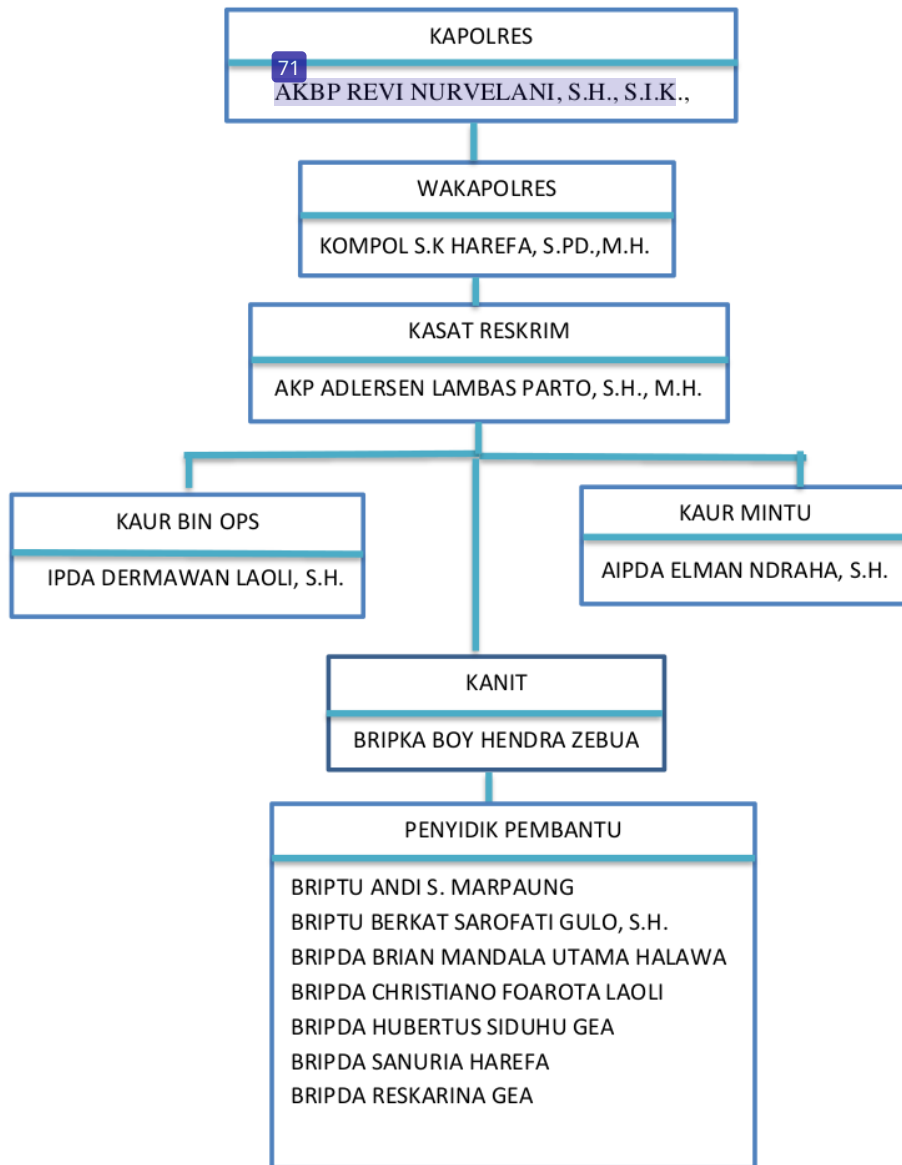 KAPOLRES
71
AKBP REVI NURVELANI, S.H., S.I.K.,
WAKAPOLRES
KOMPOL S.K HAREFA, S.PD.,M.H.
KASAT RESKRIM
AKP ADLERSEN LAMBAS PARTO, S.H., M.H.
KAUR BIN OPS
IPDA DERMAWAN LAOLI, S.H.
KAUR MINTU
AIPDA ELMAN NDRAHA, S.H.
KANIT
BRIPKA BOY HENDRA ZEBUA
PENYIDIK PEMBANTU
BRIPTU ANDI S. MARPAUNG
BRIPTU BERKAT SAROFATI GULO, S.H.
BRIPDA BRIAN MANDALA UTAMA HALAWA
BRIPDA CHRISTIANO FOAROTA LAOLI
BRIPDA HUBERTUS SIDUHU GEA
BRIPDA SANURIA HAREFA
BRIPDA RESKARINA GEA